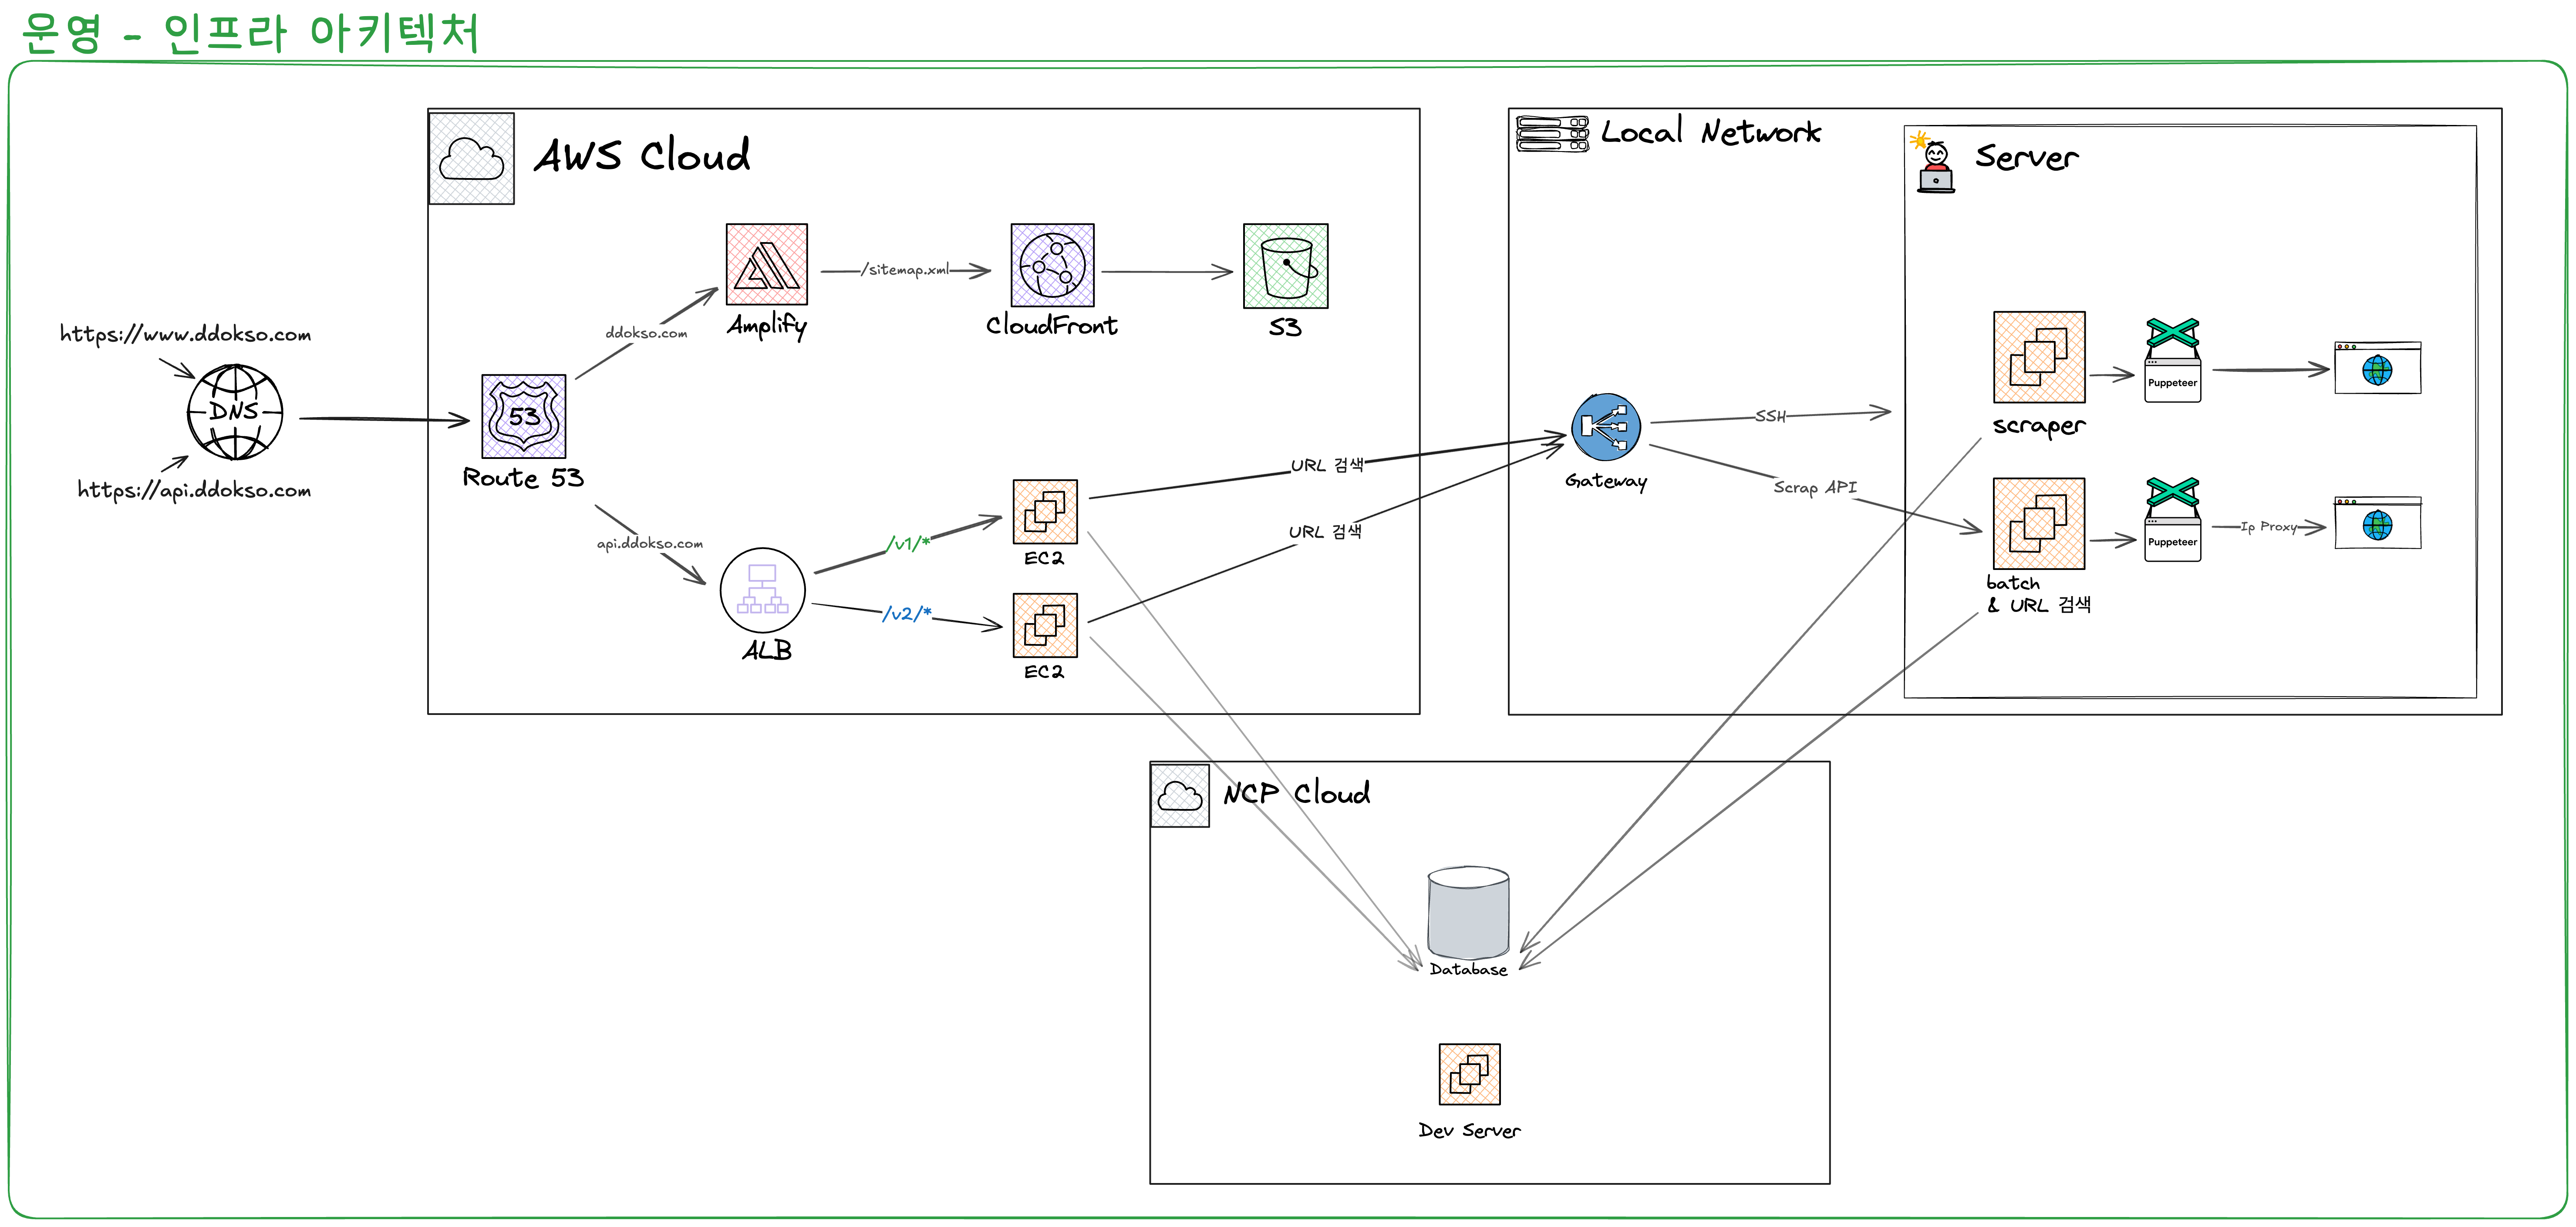 운영 - 인프라 아키텍처
AWS Cloud
Local Network
Server
Amplify
/sitemap.xml
CloudFront
S3
ddokso.com
https://www.ddokso.com
DNS
https://api.ddokso.com
53
Route 53
api.ddokso.com
ALB
/v1/*
/v2/*
EC2
EC2
URL 검색
URL 검색
Gateway
SSH
Scrap API
scraper
Puppeteer
batch
& URL 검색
Puppeteer
Ip Proxy
NCP Cloud
Database
Dev Server